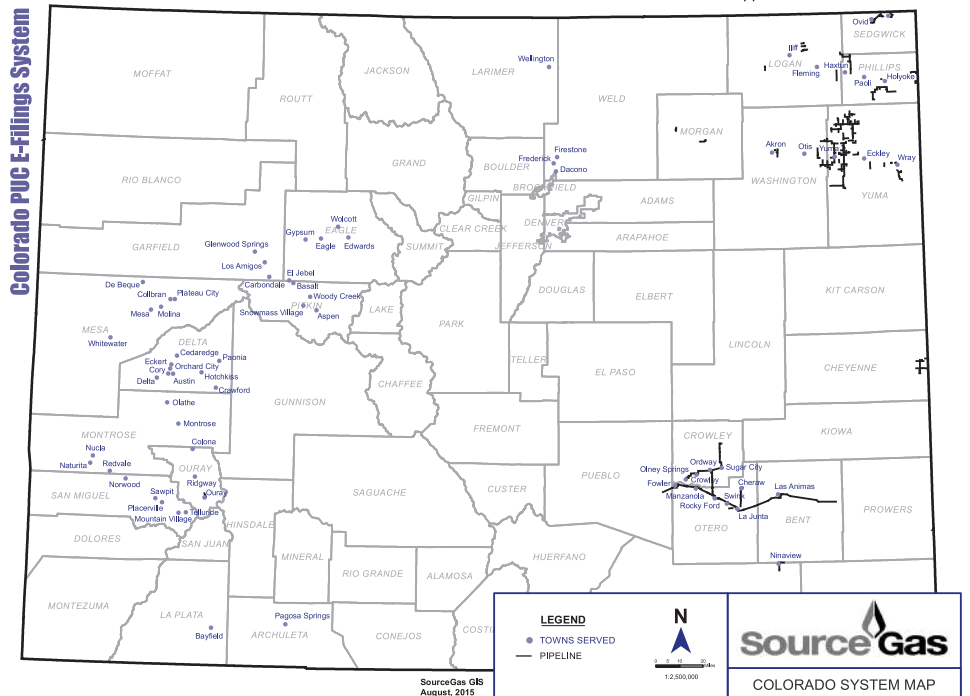 Colorado PUC E-Filings System
Ovid
SEDGWICK
Iliff
LOGAN
Fleming
Haxtun
PHILLIPS
Paoli
Holyoke
MOFFAT
ROUTT
JACKSON
LARIMER
Wellington
WELD
MORGAN
Akron
Otis
Yuma
Eckley
Wray
WASHINGTON
YUMA
RIO BLANCO
GRAND
BOULDER
Firestone
Frederick
Dacono
BROOMFIELD
GILPIN
ADAMS
CLEAR CREEK
DENVER
JEFFERSON
ARAPAHOE
GARFIELD
Wolcott
EAGLE
Gypsum
Eagle
Edwards
SUMMIT
Glenwood Springs
Los Amigos
Carbondale
El Jebel
Basalt
Woody Creek
PITKIN
Snowmass Village
Aspen
LAKE
PARK
DOUGLAS
ELBERT
KIT CARSON
LINCOLN
De Beque
Collbran
Plateau City
Mesa
Molina
MESA
Whitewater
DELTA
Cedaredge
Eckert
Orchard City
Paonia
Cory
Hotchkiss
Delta
Austin
Crawford
GUNNISON
CHAFFEE
TELLER
EL PASO
CHEYENNE
Olathe
Montrose
MONTROSE
Colona
FREMONT
CROWLEY
KIOWA
Nucla
Naturita
Redvale
Norwood
OURAY
Ridgway
Ouray
SAN MIGUEL
Sawpit
Placerville
Mountain Village
Telluride
SAGUACHE
CUSTER
PUEBLO
Olney Springs
Ordway
Sugar City
Crowley
Fowler
Manzanola
Cheraw
Swink
Rocky Ford
La Junta
Las Animas
OTERO
BENT
PROWERS
DOLORES
SAN JUAN
HINSDALE
MINERAL
RIO GRANDE
ALAMOSA
HUERFANO
Ninaview
MONTEZUMA
LA PLATA
Bayfield
Pagosa Springs
ARCHULETA
CONEJOS
LEGEND
TOWNS SERVED
PIPELINE
N
0 5 10 20 Miles
1:2,500,000
SourceGas
COLORADO SYSTEM MAP
SourceGas GIS
August, 2015